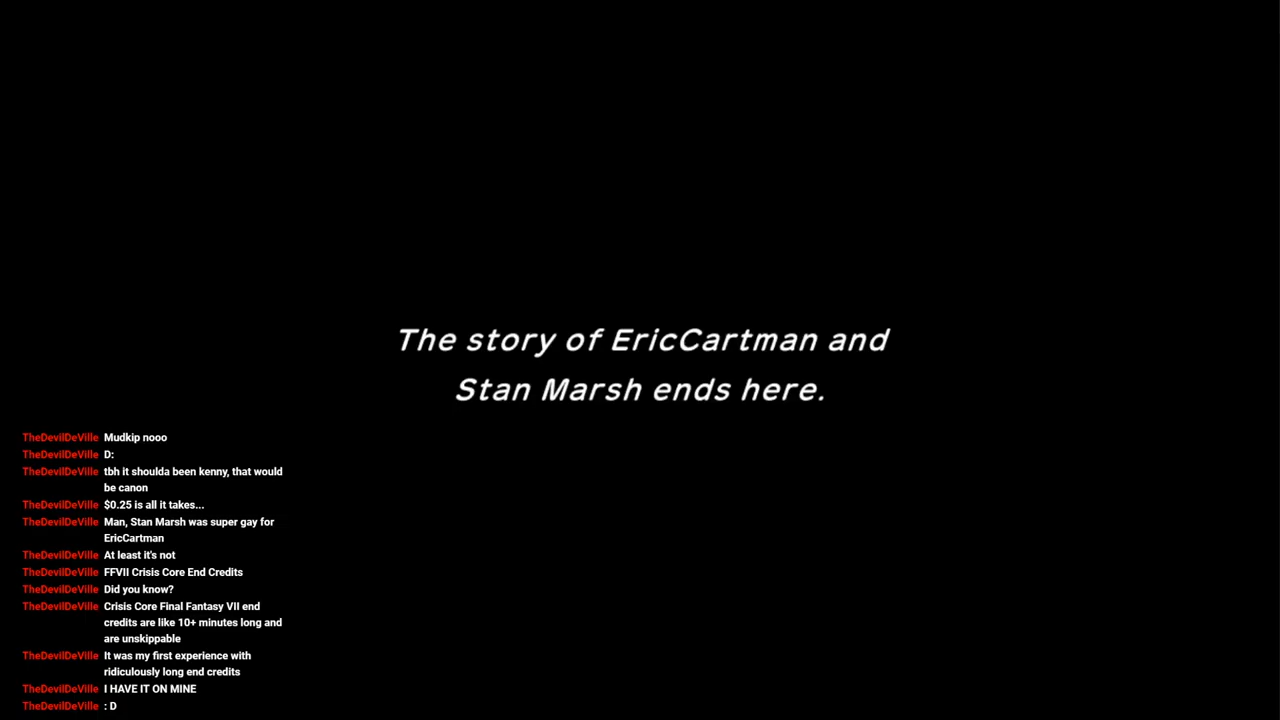 The story of EricCartman and
Stan Marsh ends here.
TheDevilDeVille Mudkip nooo
TheDevilDeVille D:
TheDevilDeVille tbh it shoulda been kenny, that would
be canon
TheDevilDeVille $0.25 is all it takes...
TheDevilDeVille Man, Stan Marsh was super gay for
EricCartman
TheDevilDeVille At least it's not
TheDevilDeVille FFVII Crisis Core End Credits
TheDevilDeVille Did you know?
TheDevilDeVille Crisis Core Final Fantasy VII end
credits are like 10+ minutes long and
are unskippable
TheDevilDeVille It was my first experience with
ridiculously long end credits
TheDevilDeVille I HAVE IT ON MINE
TheDevilDeVille : D